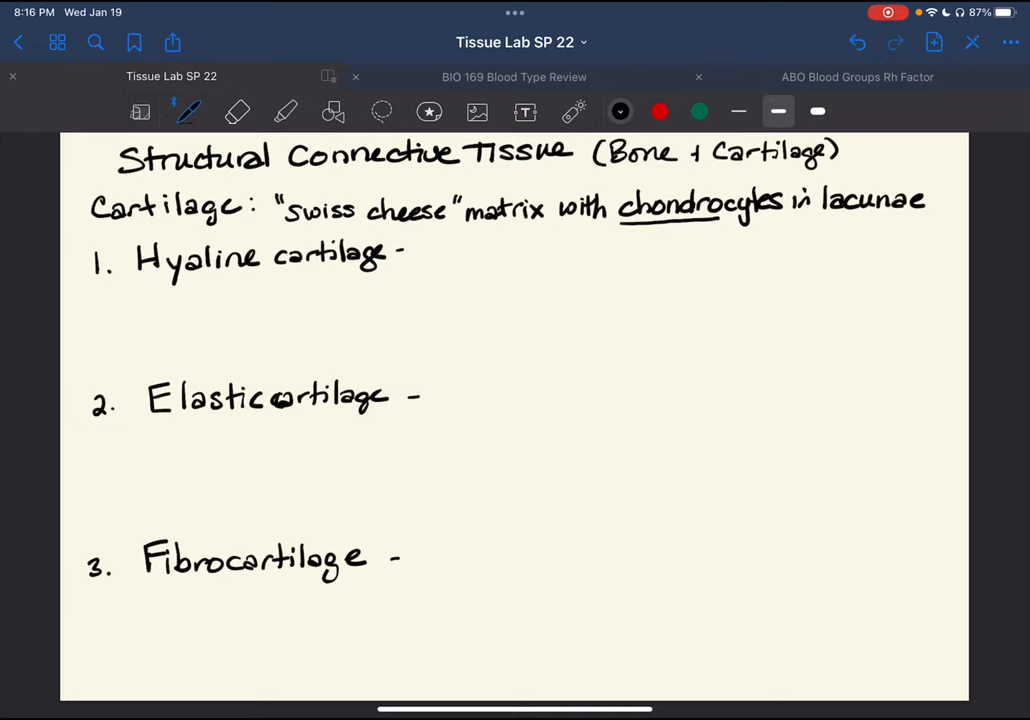 8:16 PM Wed Jan 19
87%
Tissue Lab SP 22
Tissue Lab SP 22
BIO 169 Blood Type Review
ABO Blood Groups Rh Factor
T
Structural Connective Tissue (Bone + Cartilage)
Cartilage: "swiss cheese" matrix with chondrocytes in lacunae
1. Hyaline cartilage -
2. Elastic cartilage -
3. Fibrocartilage -